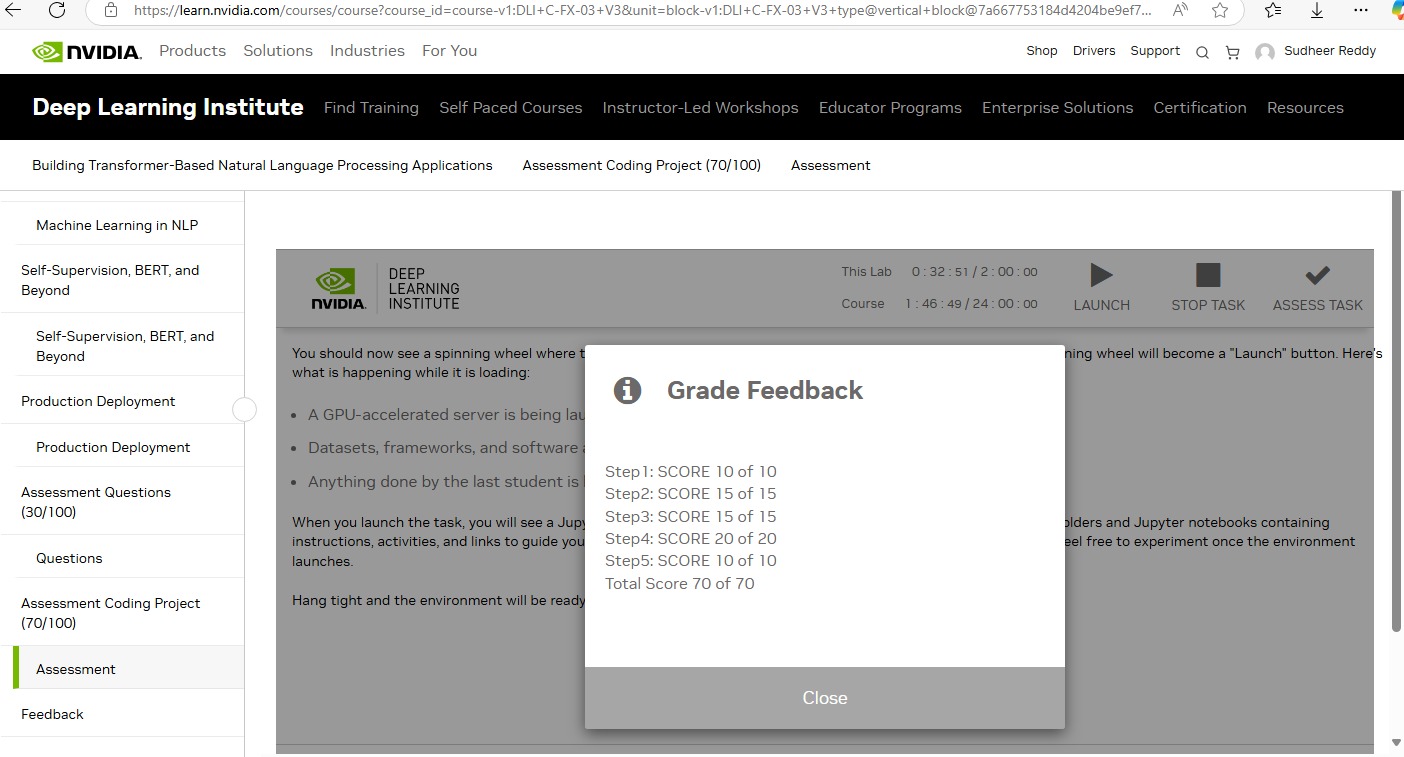 https://learn.nvidia.com/courses/course?course_id=course-v1:DLI+C-FX-03+V3&unit=block-v1:DLI+C-FX-03+V3+type@vertical+block@7a667753184d4204be9ef7...
NVIDIA. Products Solutions Industries For You Shop Drivers Support Sudheer Reddy
Deep Learning Institute Find Training Self Paced Courses Instructor-Led Workshops Educator Programs Enterprise Solutions Certification Resources
Building Transformer-Based Natural Language Processing Applications Assessment Coding Project (70/100) Assessment
Machine Learning in NLP
Self-Supervision, BERT, and
Beyond
Self-Supervision, BERT, and
Beyond
Production Deployment
Production Deployment
Assessment Questions
(30/100)
Questions
Assessment Coding Project
(70/100)
Assessment
Feedback
NVIDIA.
DEEP
LEARNING
INSTITUTE
This Lab 0 : 32 : 51 / 2 : 00 : 00
Course 1 : 46 : 49 / 24 : 00 : 00
LAUNCH
STOP TASK
ASSESS TASK
You should now see a spinning wheel where t ning wheel will become a "Launch" button. Here's
what is happening while it is loading:
• A GPU-accelerated server is being lau
• Datasets, frameworks, and software
• Anything done by the last student is
When you launch the task, you will see a Jupy olders and Jupyter notebooks containing
instructions, activities, and links to guide you eel free to experiment once the environment
launches.
Hang tight and the environment will be ready
Grade Feedback
Step1: SCORE 10 of 10
Step2: SCORE 15 of 15
Step3: SCORE 15 of 15
Step4: SCORE 20 of 20
Step5: SCORE 10 of 10
Total Score 70 of 70
Close